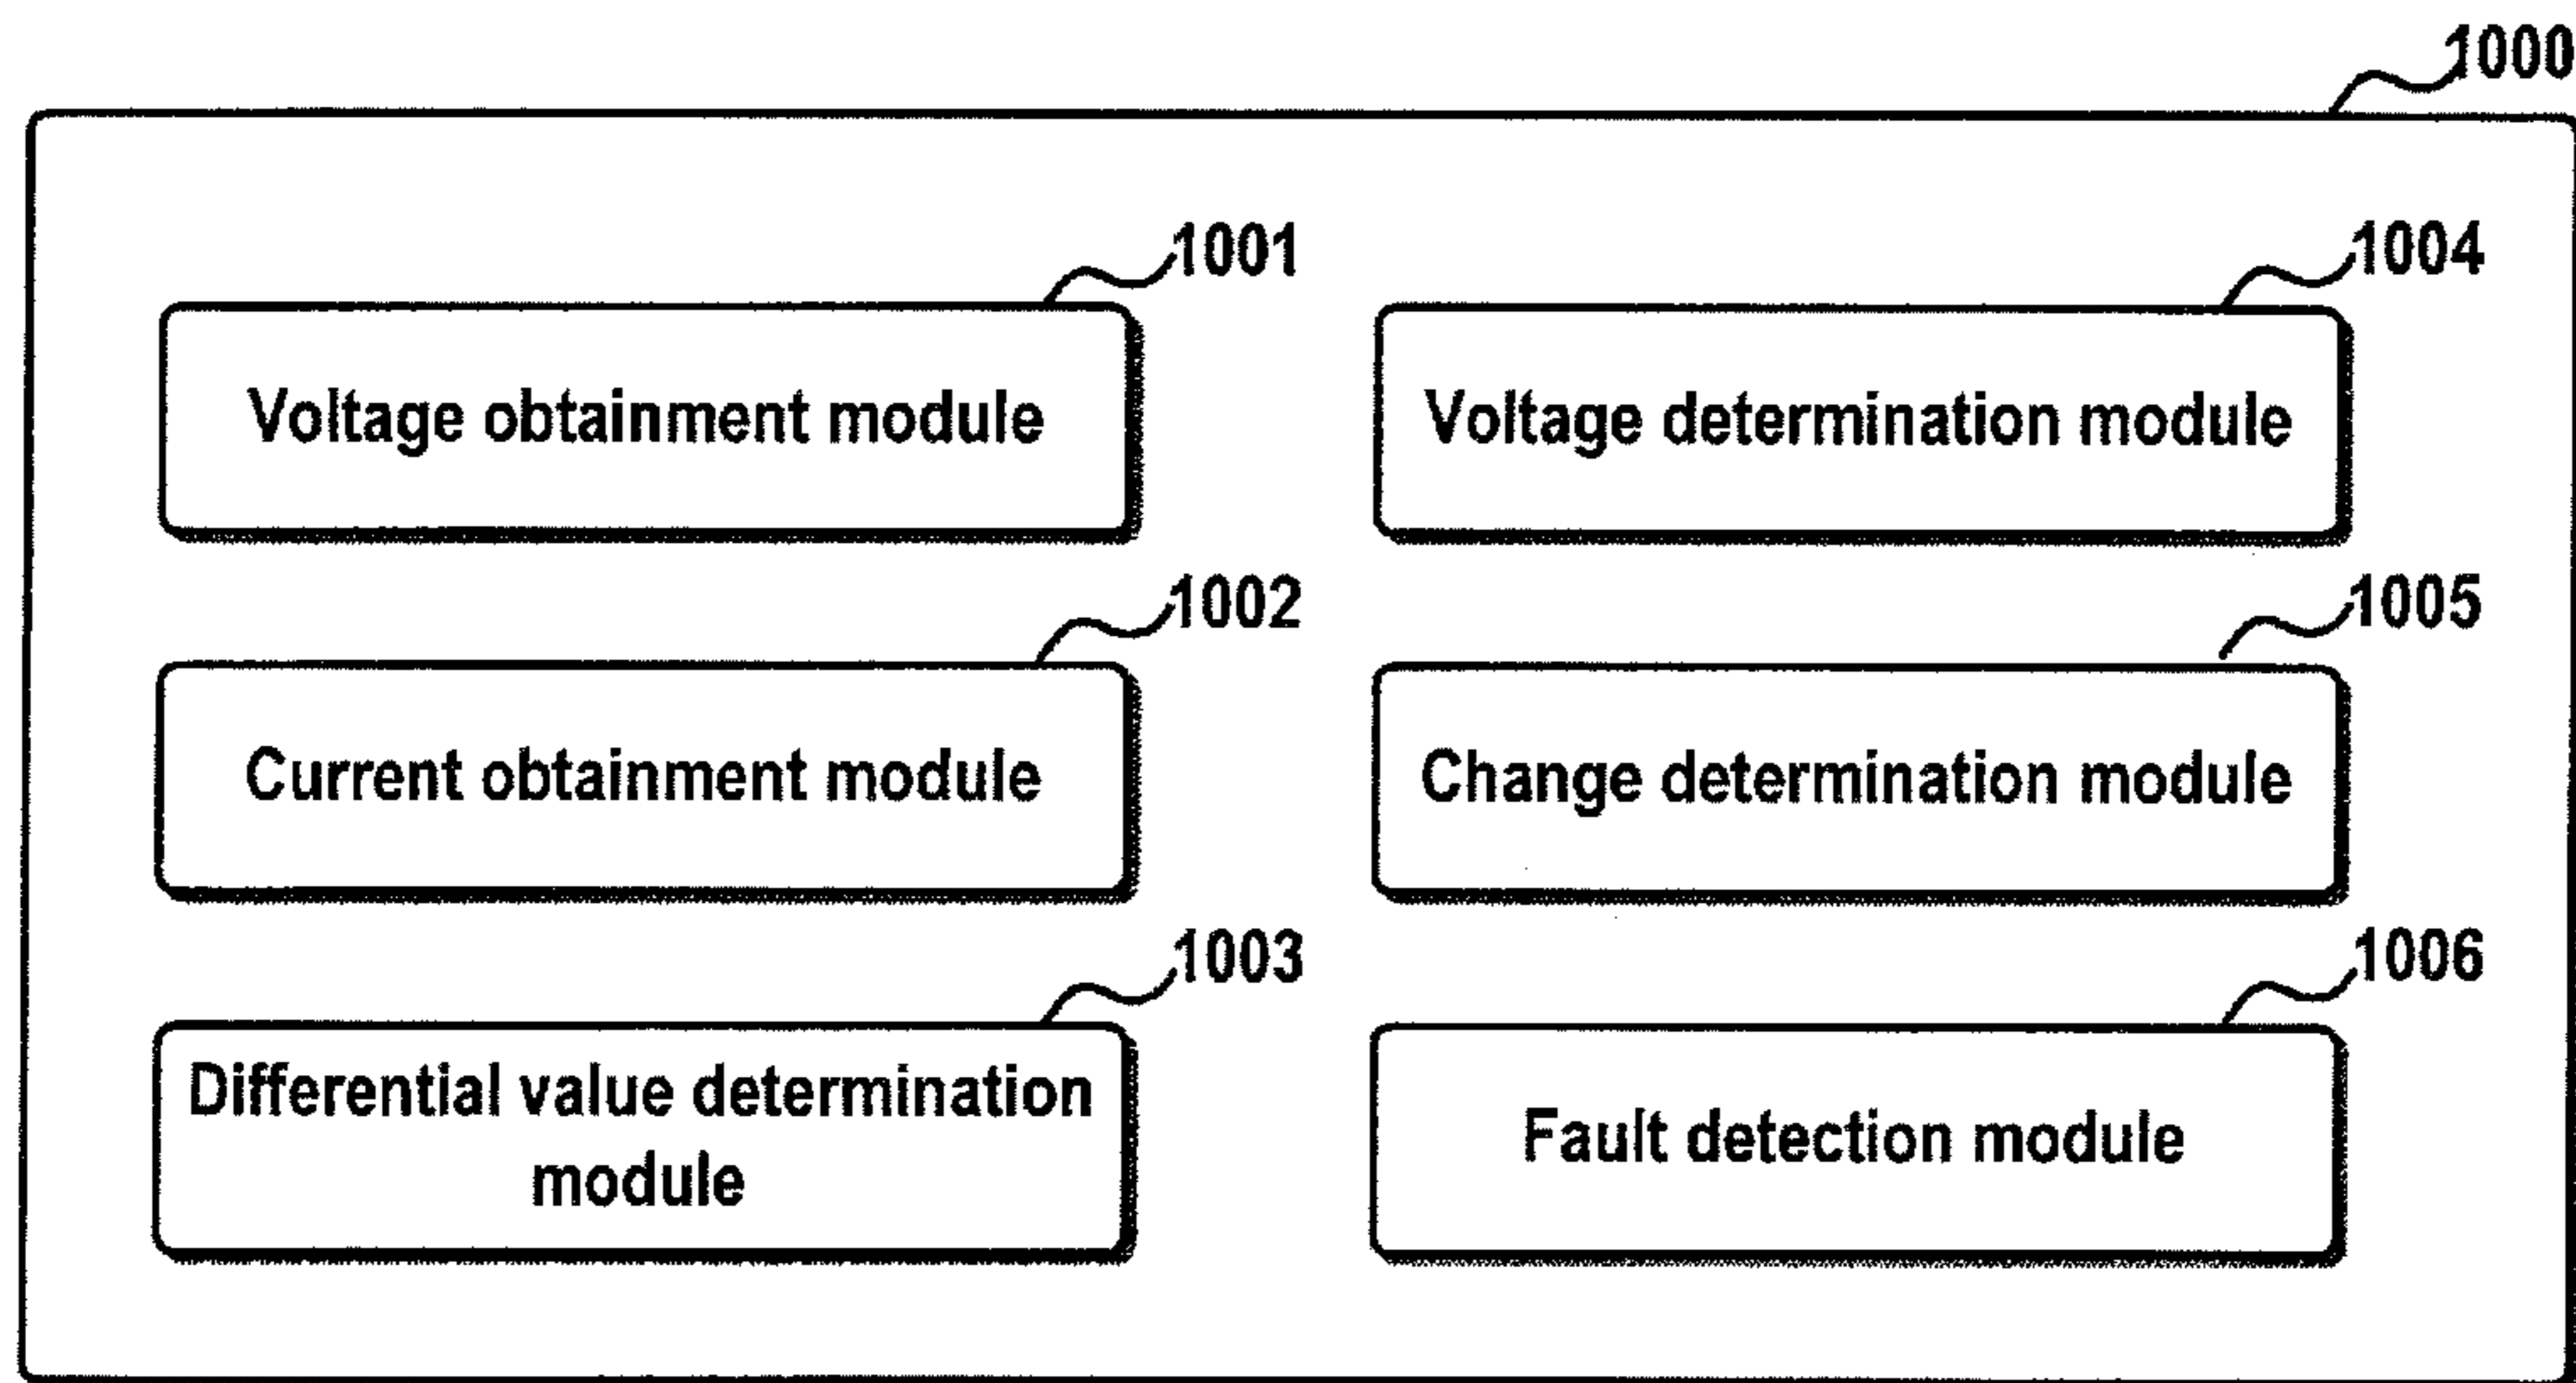 1000
1001
Voltage obtainment module
1004
Voltage determination module
1002
Current obtainment module
1005
Change determination module
1003
Differential value determination
module
1006
Fault detection module